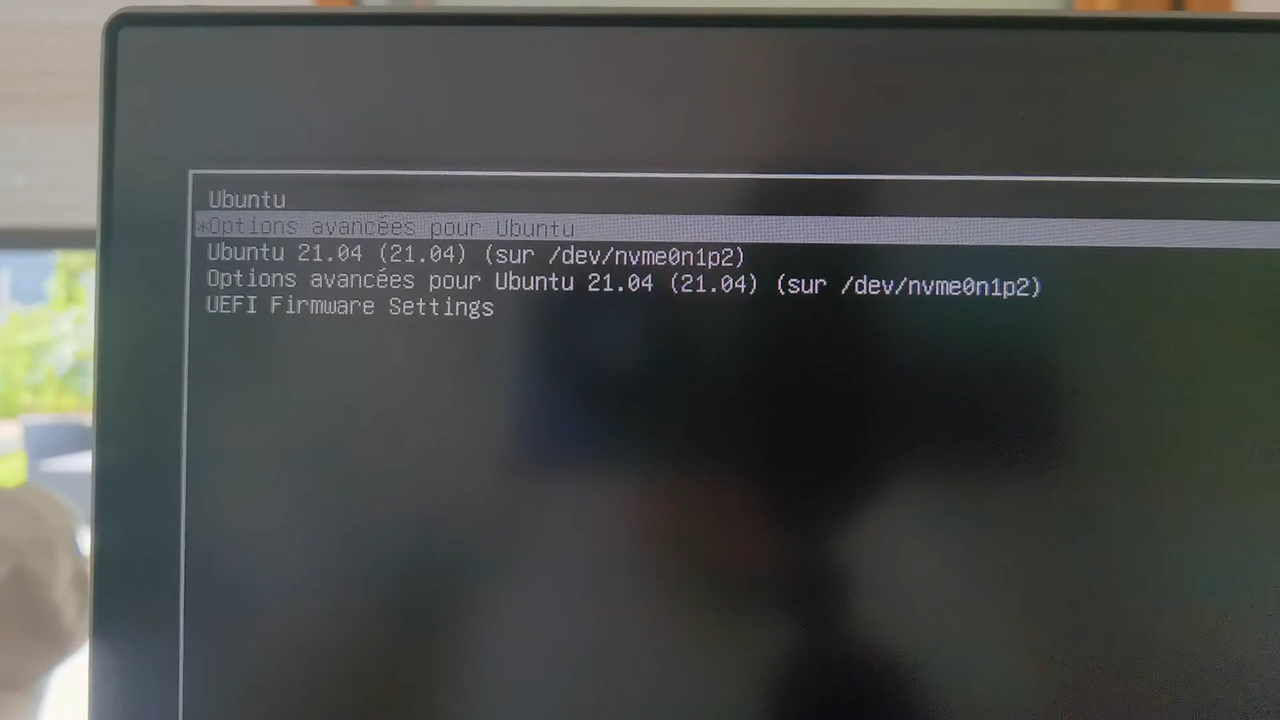 Ubuntu
*Options avancées pour Ubuntu
Ubuntu 21.04 (21.04) (sur /dev/nvme0n1p2)
Options avancées pour Ubuntu 21.04 (21.04) (sur /dev/nvme0n1p2)
UEFI Firmware Settings